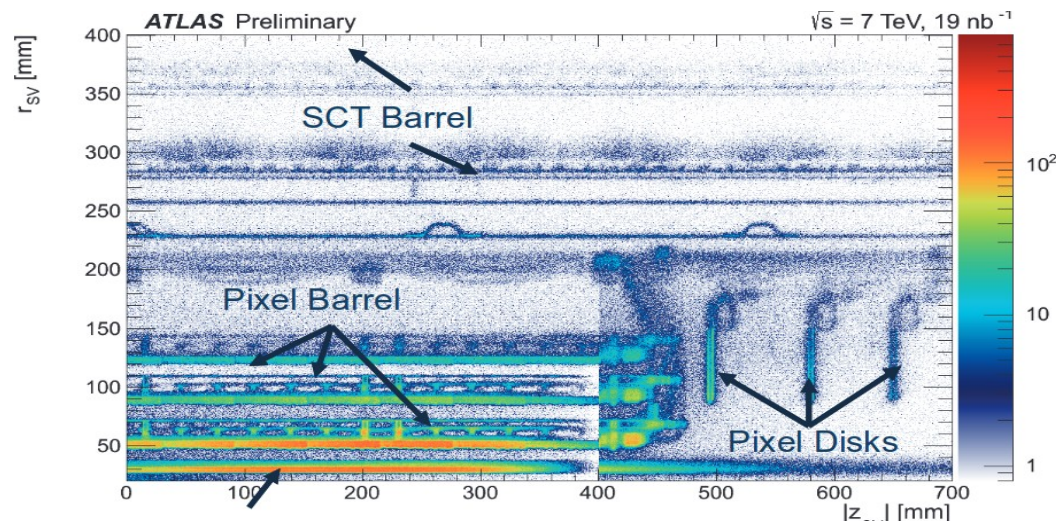 ATLAS Preliminary
√s = 7 TeV, 19 nb⁻¹
r_SV [mm]
400
350
300
250
200
150
100
50
SCT Barrel
Pixel Barrel
Pixel Disks
0 100 200 300 400 500 600 700
[mm]
10²
10
1